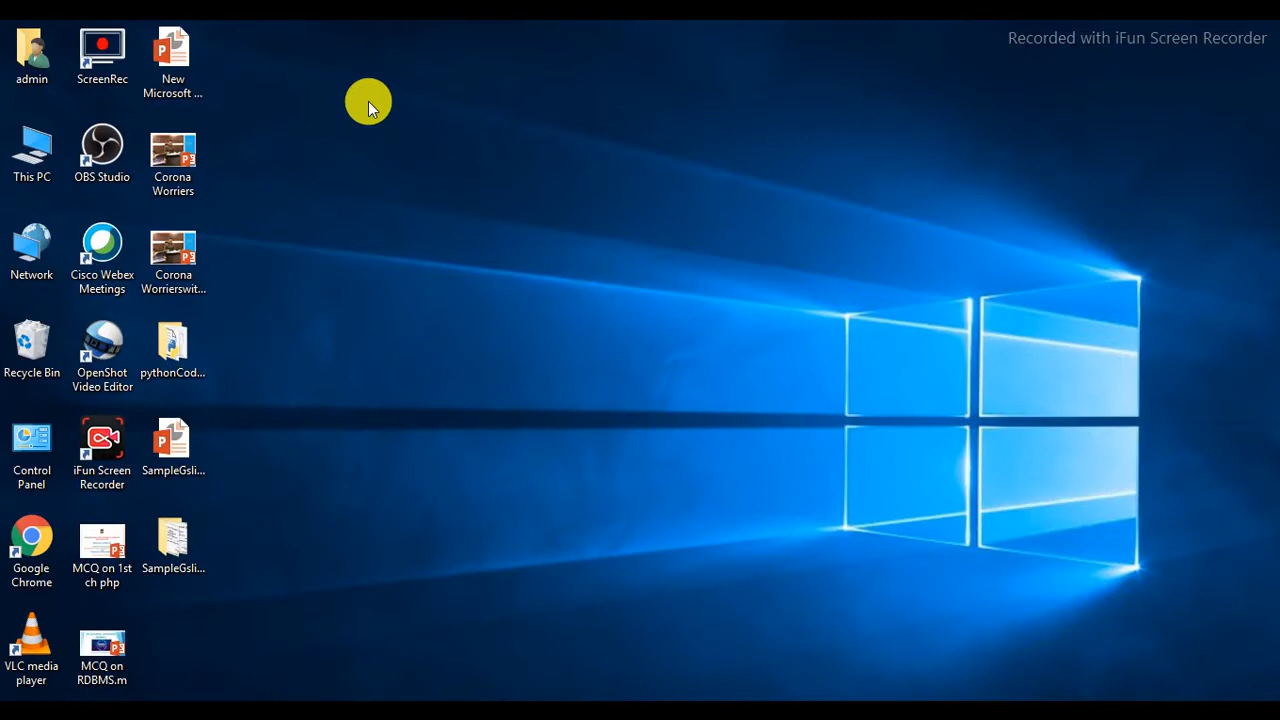 Recorded with iFun Screen Recorder
admin
ScreenRec
New
Microsoft ...
This PC
OBS Studio
Corona
Worriers
Network
Cisco Webex
Meetings
Corona
Worrierswit...
Recycle Bin
OpenShot
Video Editor
pythonCod...
Control
Panel
iFun Screen
Recorder
SampleGsli...
Google
Chrome
MCQ on 1st
ch php
SampleGsli...
VLC media
player
MCQ on
RDBMS.m